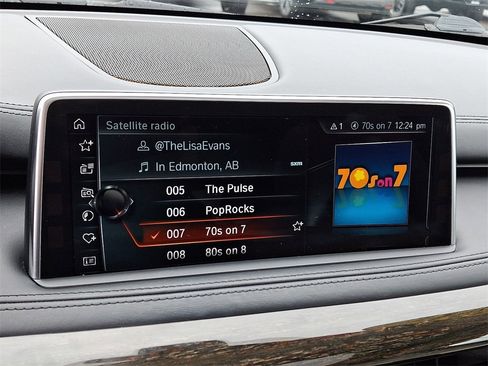 Satellite radio
1 70s on 7 12:24 pm
@TheLisaEvans
In Edmonton, AB
sxm
005 The Pulse
006 PopRocks
007 70s on 7
008 80s on 8
70s on 7